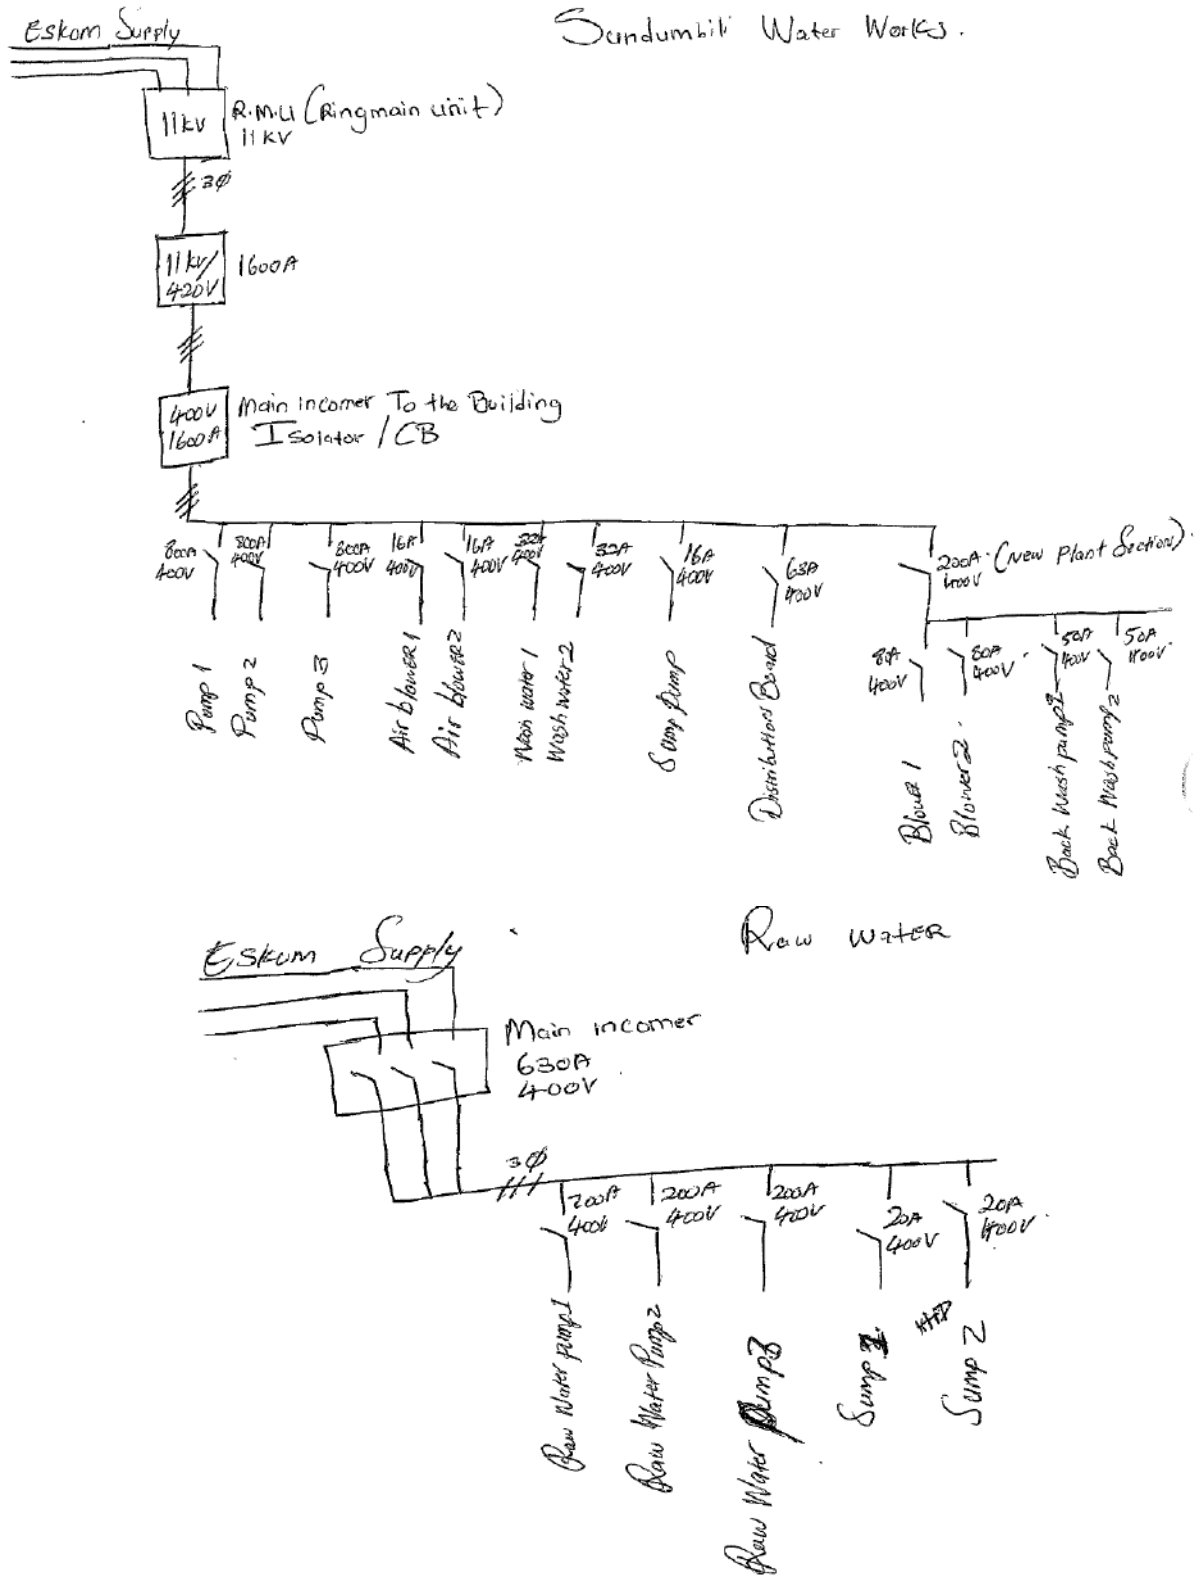 Eskom Supply
Sundumbili Water Works.
11kv
R.M.U (Ringmain unit)
11kV
3Ø
11kv/
420V
1600A
400V
1600A
Main incomer To the Building
Isolator / CB
800A
400V
800A
400V
800A
400V
16A
400V
16A
400V
32A
400V
32A
400V
16A
400V
63A
400V
200A. (New Plant Section).
400V
Pump 1
Pump 2
Pump 3
Air blower 1
Air blower 2
Wash water 1
Wash water 2
Sump Pump
Distributions Board
80A
400V
80A
400V.
50A
400V
50A
400V.
Blower 1
Blower 2.
Back Wash pump
Back Wash pump 2
Eskom Supply
Raw WATER
Main incomer
630A
400V
3Ø
200A
400V
200A
400V
200A
400V
20A
400V
20A
400V.
Raw Water pump 1
Raw Water Pump 2
Raw Water Pump 3
Sump
Sump 2